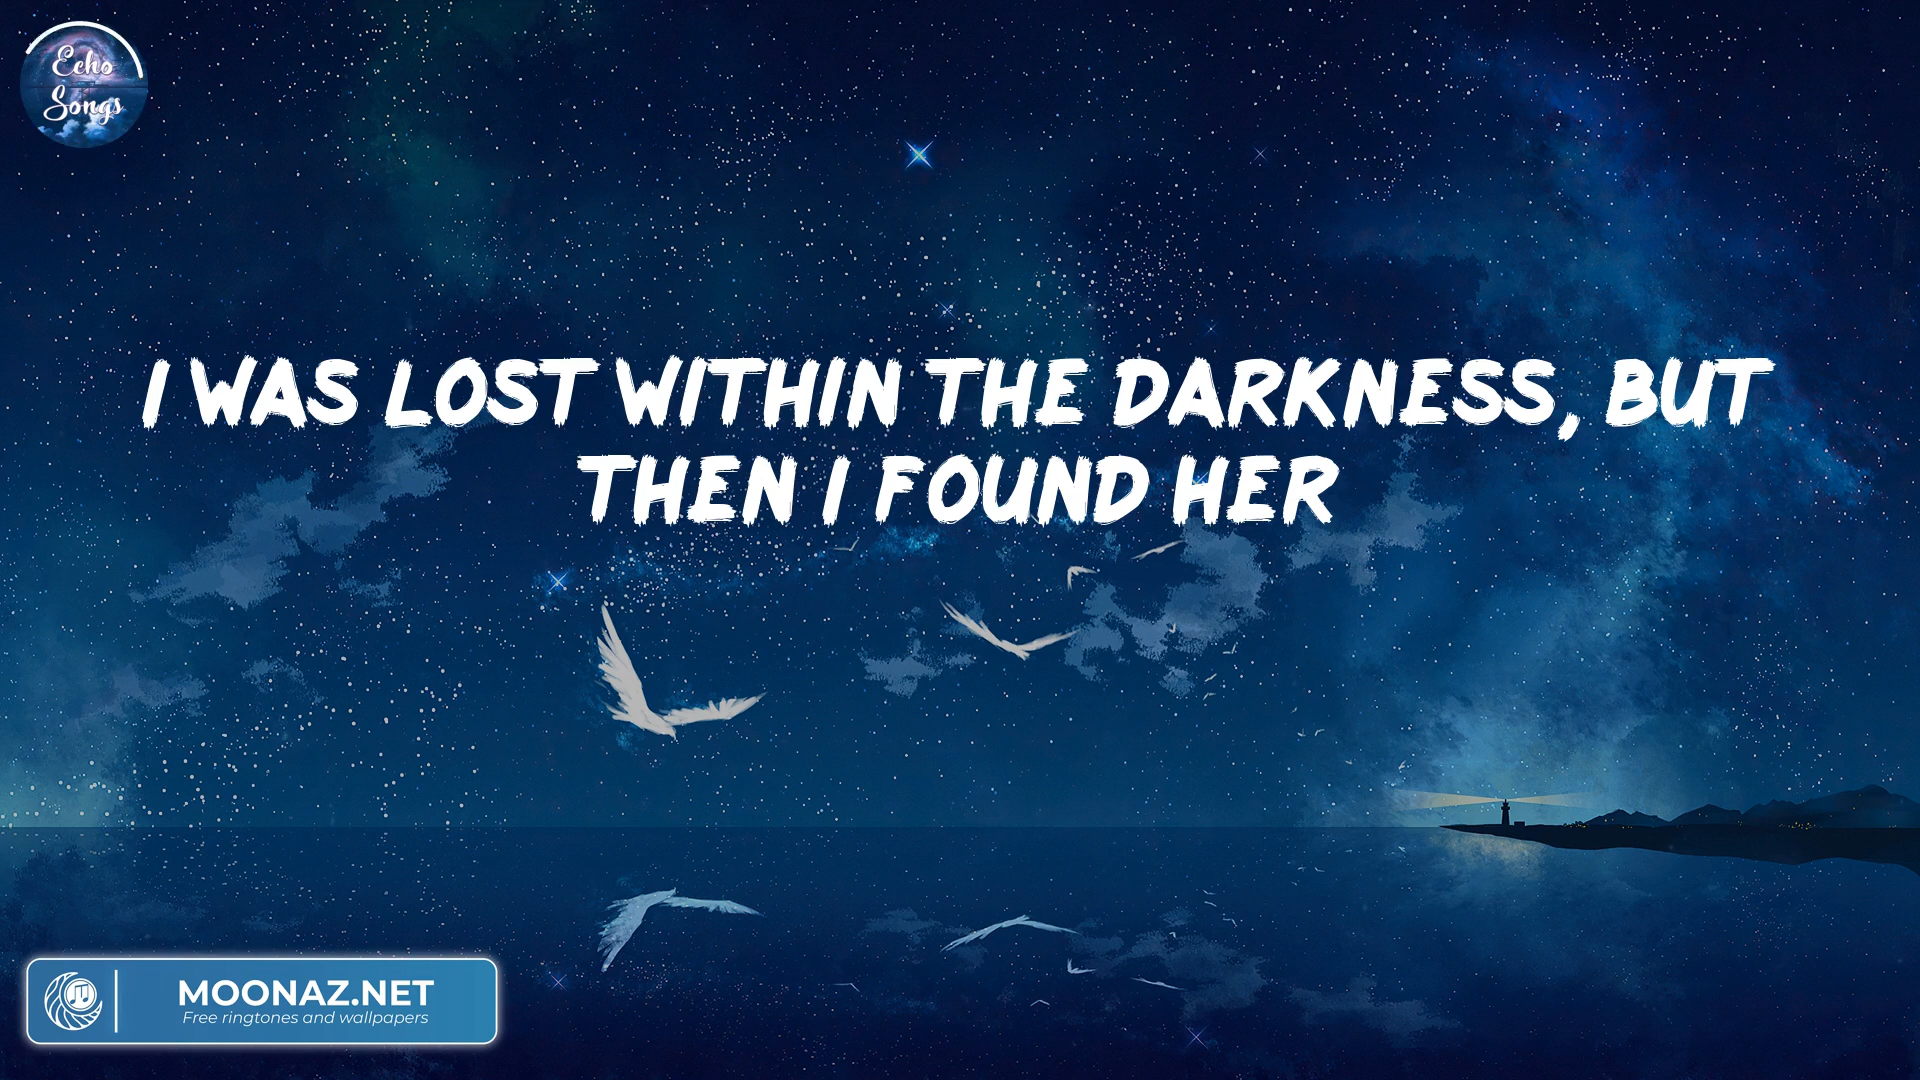 Echo
Songs
I WAS LOST WITHIN THE DARKNESS, BUT
THEN I FOUND HER
MOONAZ.NET
Free ringtones and wallpapers